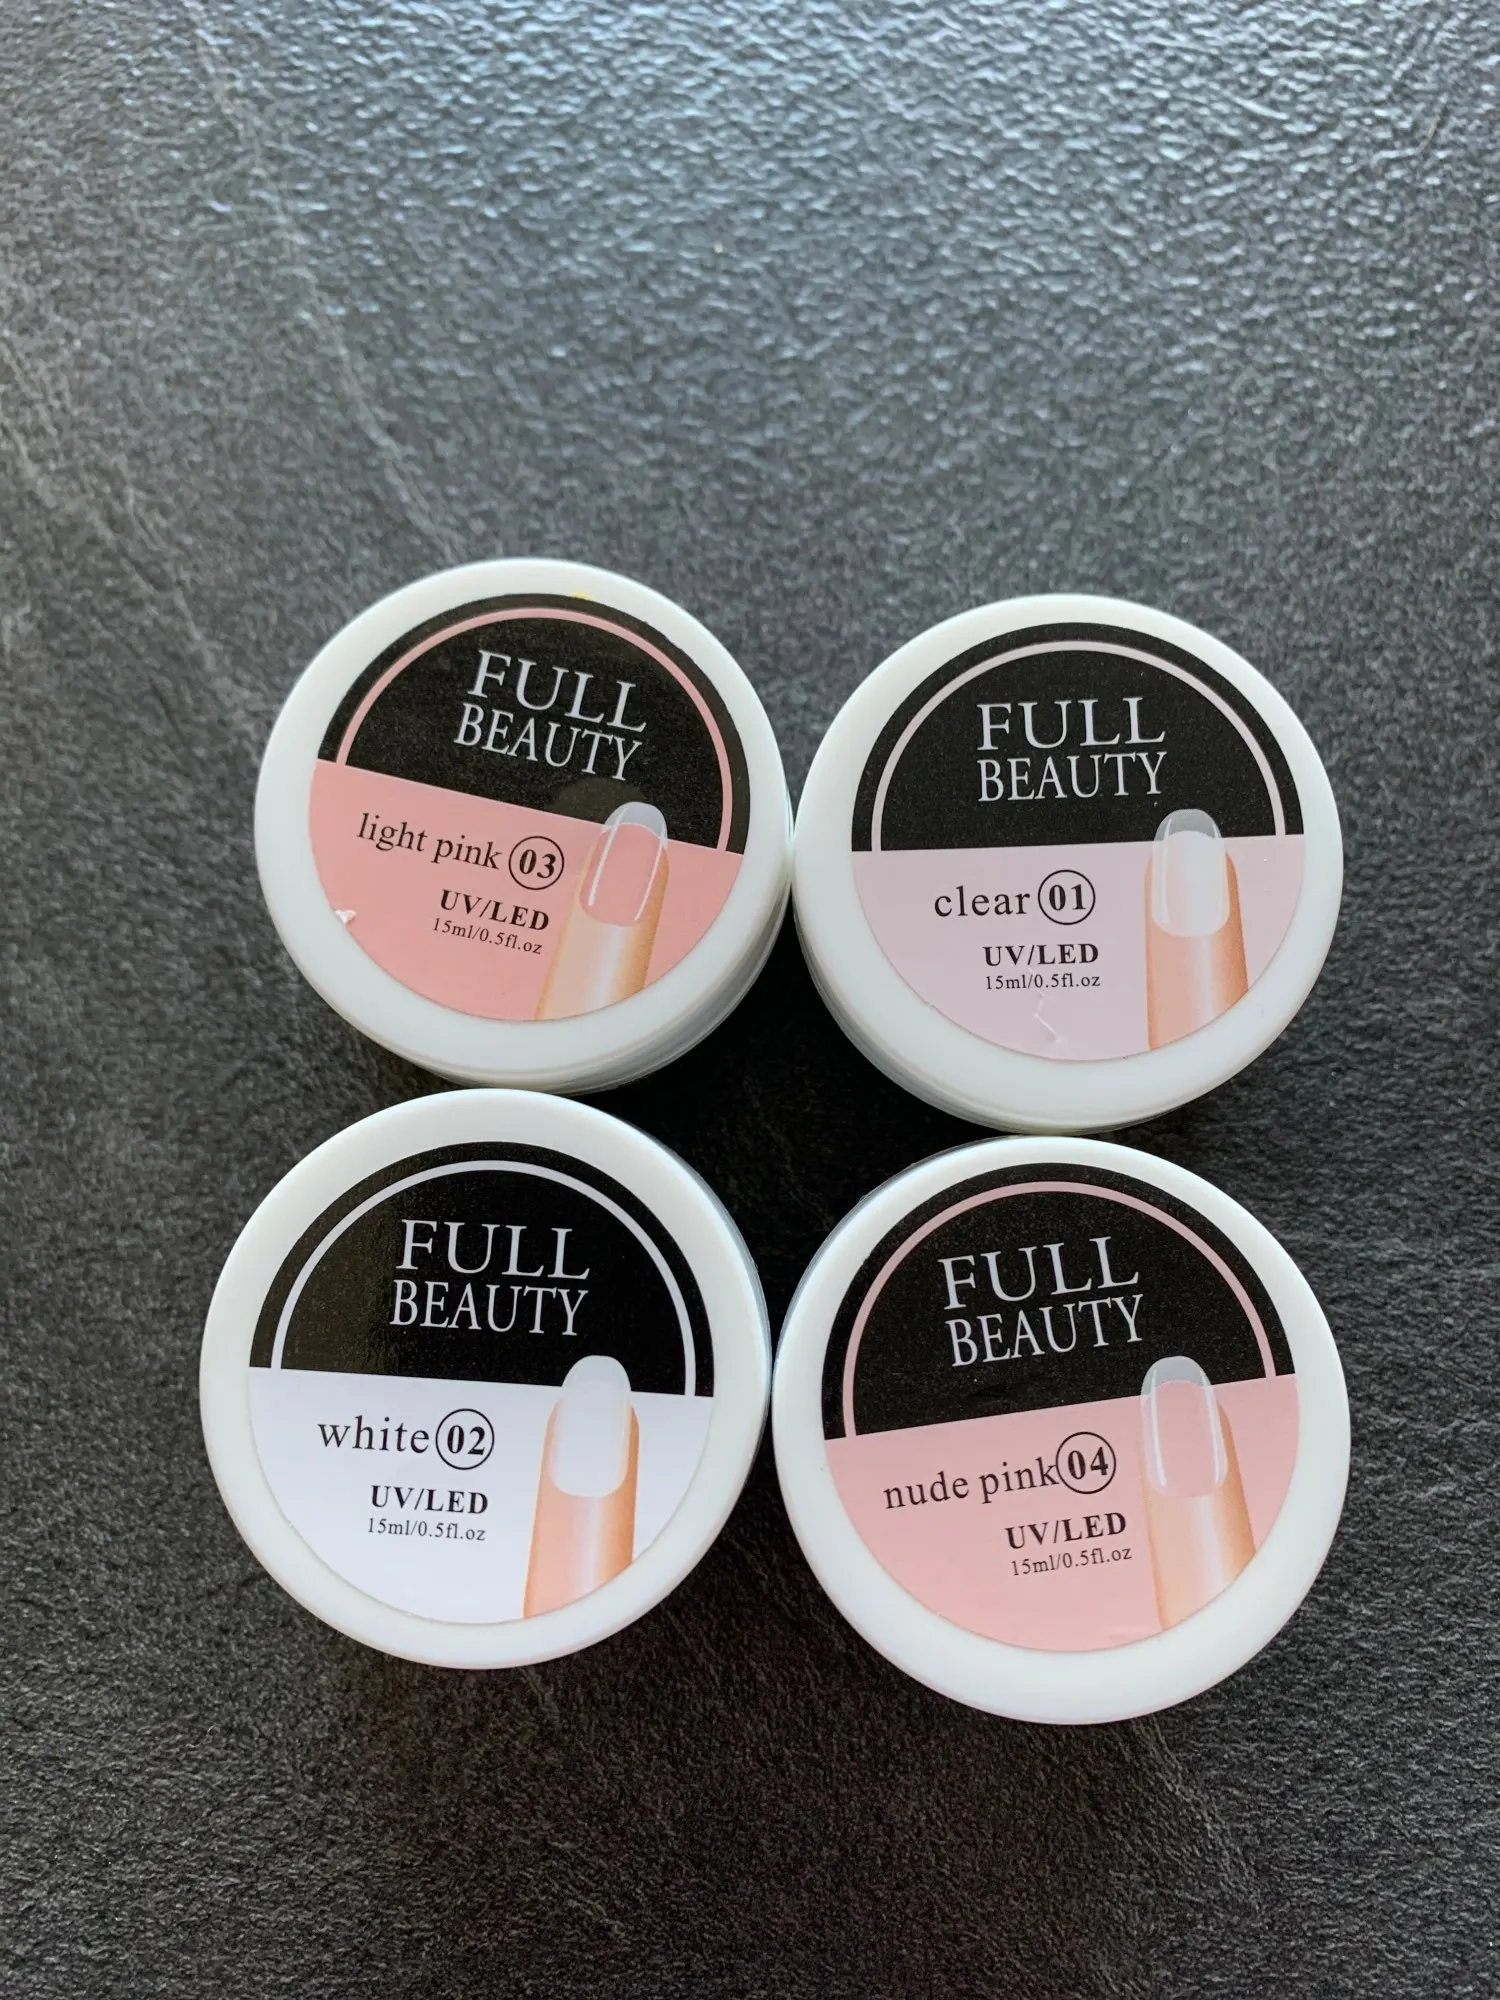 FULL
BEAUTY
light pink 03
UV/LED
15ml/0.5fl.oz
FULL
BEAUTY
clear 01
UV/LED
15ml/0.5fl.oz
FULL
BEAUTY
white 02
UV/LED
15ml/0.5fl.oz
FULL
BEAUTY
nude pink 04
UV/LED
15ml/0.5fl.oz